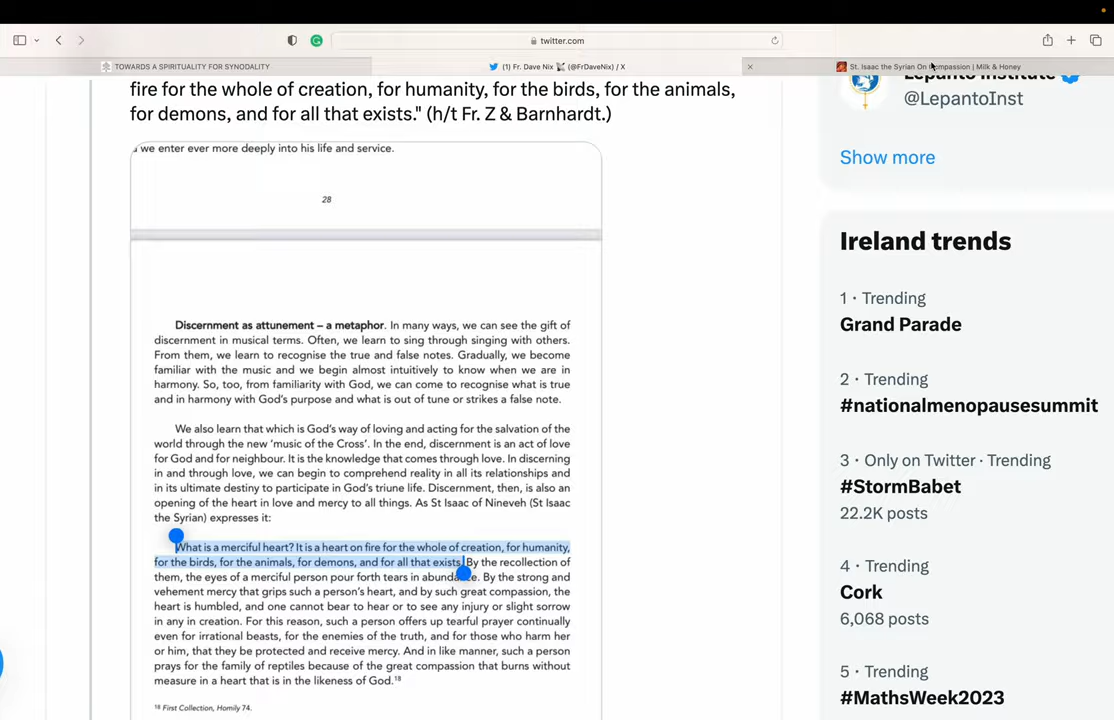 twitter.com
TOWARDS A SPIRITUALITY FOR SYNODALITY
(1) Fr. Dave Nix (@FrDaveNix) / X
St. Isaac the Syrian On Compassion | Milk & Honey
fire for the whole of creation, for humanity, for the birds, for the animals,
for demons, and for all that exists." (h/t Fr. Z & Barnhardt.)
we enter ever more deeply into his life and service.
28
Discernment as attunement – a metaphor. In many ways, we can see the gift of
discernment in musical terms. Often, we learn to sing through singing with others.
From them, we learn to recognise the true and false notes. Gradually, we become
familiar with the music and we begin almost intuitively to know when we are in
harmony. So, too, from familiarity with God, we can come to recognise what is true
and in harmony with God's purpose and what is out of tune or strikes a false note.
We also learn that which is God's way of loving and acting for the salvation of the
world through the new 'music of the Cross'. In the end, discernment is an act of love
for God and for neighbour. It is the knowledge that comes through love. In discerning
in and through love, we can begin to comprehend reality in all its relationships and
in its ultimate destiny to participate in God's triune life. Discernment, then, is also an
opening of the heart in love and mercy to all things. As St Isaac of Nineveh (St Isaac
the Syrian) expresses it:
What is a merciful heart? It is a heart on fire for the whole of creation, for humanity,
for the birds, for the animals, for demons, and for all that exists. By the recollection of
them, the eyes of a merciful person pour forth tears in abundance. By the strong and
vehement mercy that grips such a person's heart, and by such great compassion, the
heart is humbled, and one cannot bear to hear or to see any injury or slight sorrow
in any in creation. For this reason, such a person offers up tearful prayer continually
even for irrational beasts, for the enemies of the truth, and for those who harm her
or him, that they be protected and receive mercy. And in like manner, such a person
prays for the family of reptiles because of the great compassion that burns without
measure in a heart that is in the likeness of God.18
18 First Collection, Homily 74.
Lepanto Institute
@LepantoInst
Show more
Ireland trends
1 · Trending
Grand Parade
2 · Trending
#nationalmenopausesummit
3 · Only on Twitter · Trending
#StormBabet
22.2K posts
4 · Trending
Cork
6,068 posts
5 · Trending
#MathsWeek2023